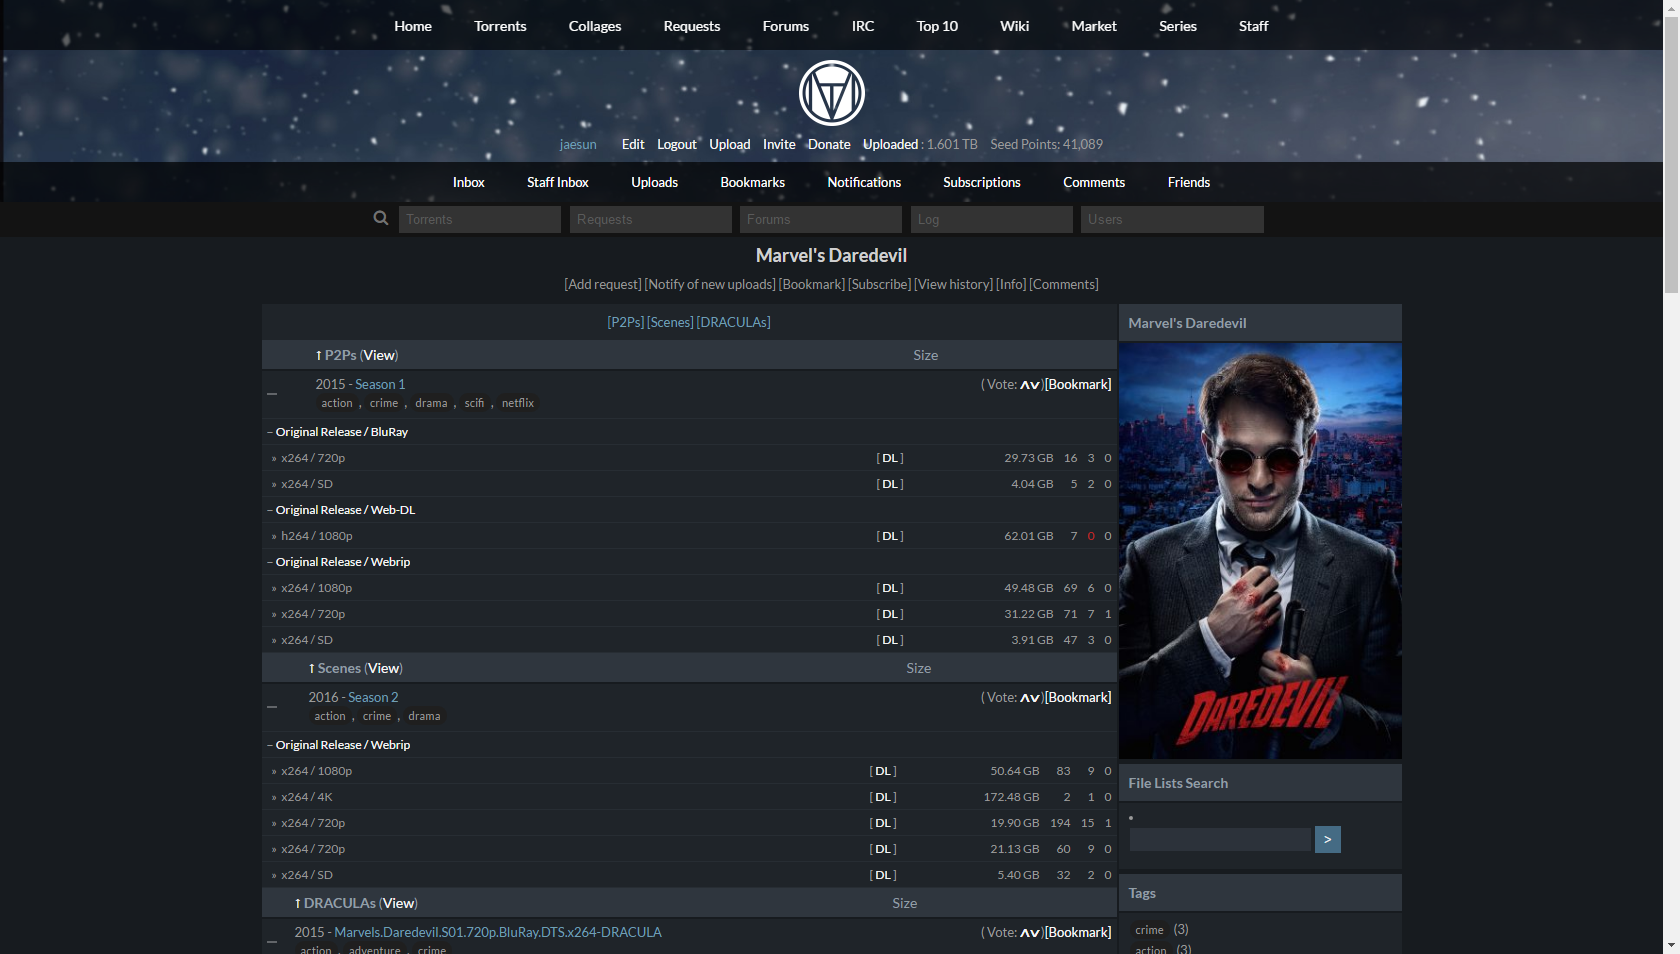 Home Torrents Collages Requests Forums IRC Top 10 Wiki Market Series Staff
jaesun Edit Logout Upload Invite Donate Uploaded : 1.601 TB Seed Points: 41,089
Inbox Staff Inbox Uploads Bookmarks Notifications Subscriptions Comments Friends
Torrents Requests Forums Log Users
Marvel's Daredevil
[Add request] [Notify of new uploads] [Bookmark] [Subscribe] [View history] [Info] [Comments]
[P2Ps] [Scenes] [DRACULAs]
↑ P2Ps (View) Size
2015 - Season 1 ( Vote: ʌv)[Bookmark]
action , crime , drama , scifi , netflix
– Original Release / BluRay
» x264 / 720p [ DL ] 29.73 GB 16 3 0
» x264 / SD [ DL ] 4.04 GB 5 2 0
– Original Release / Web-DL
» h264 / 1080p [ DL ] 62.01 GB 7 0 0
– Original Release / Webrip
» x264 / 1080p [ DL ] 49.48 GB 69 6 0
» x264 / 720p [ DL ] 31.22 GB 71 7 1
» x264 / SD [ DL ] 3.91 GB 47 3 0
↑ Scenes (View) Size
2016 - Season 2 ( Vote: ʌv)[Bookmark]
action , crime , drama
– Original Release / Webrip
» x264 / 1080p [ DL ] 50.64 GB 83 9 0
» x264 / 4K [ DL ] 172.48 GB 2 1 0
» x264 / 720p [ DL ] 19.90 GB 194 15 1
» x264 / 720p [ DL ] 21.13 GB 60 9 0
» x264 / SD [ DL ] 5.40 GB 32 2 0
↑ DRACULAs (View) Size
2015 - Marvels.Daredevil.S01.720p.BluRay.DTS.x264-DRACULA ( Vote: ʌv)[Bookmark]
action , adventure , crime
Marvel's Daredevil
DAREDEVIL
File Lists Search
>
Tags
crime (3)
action (3)